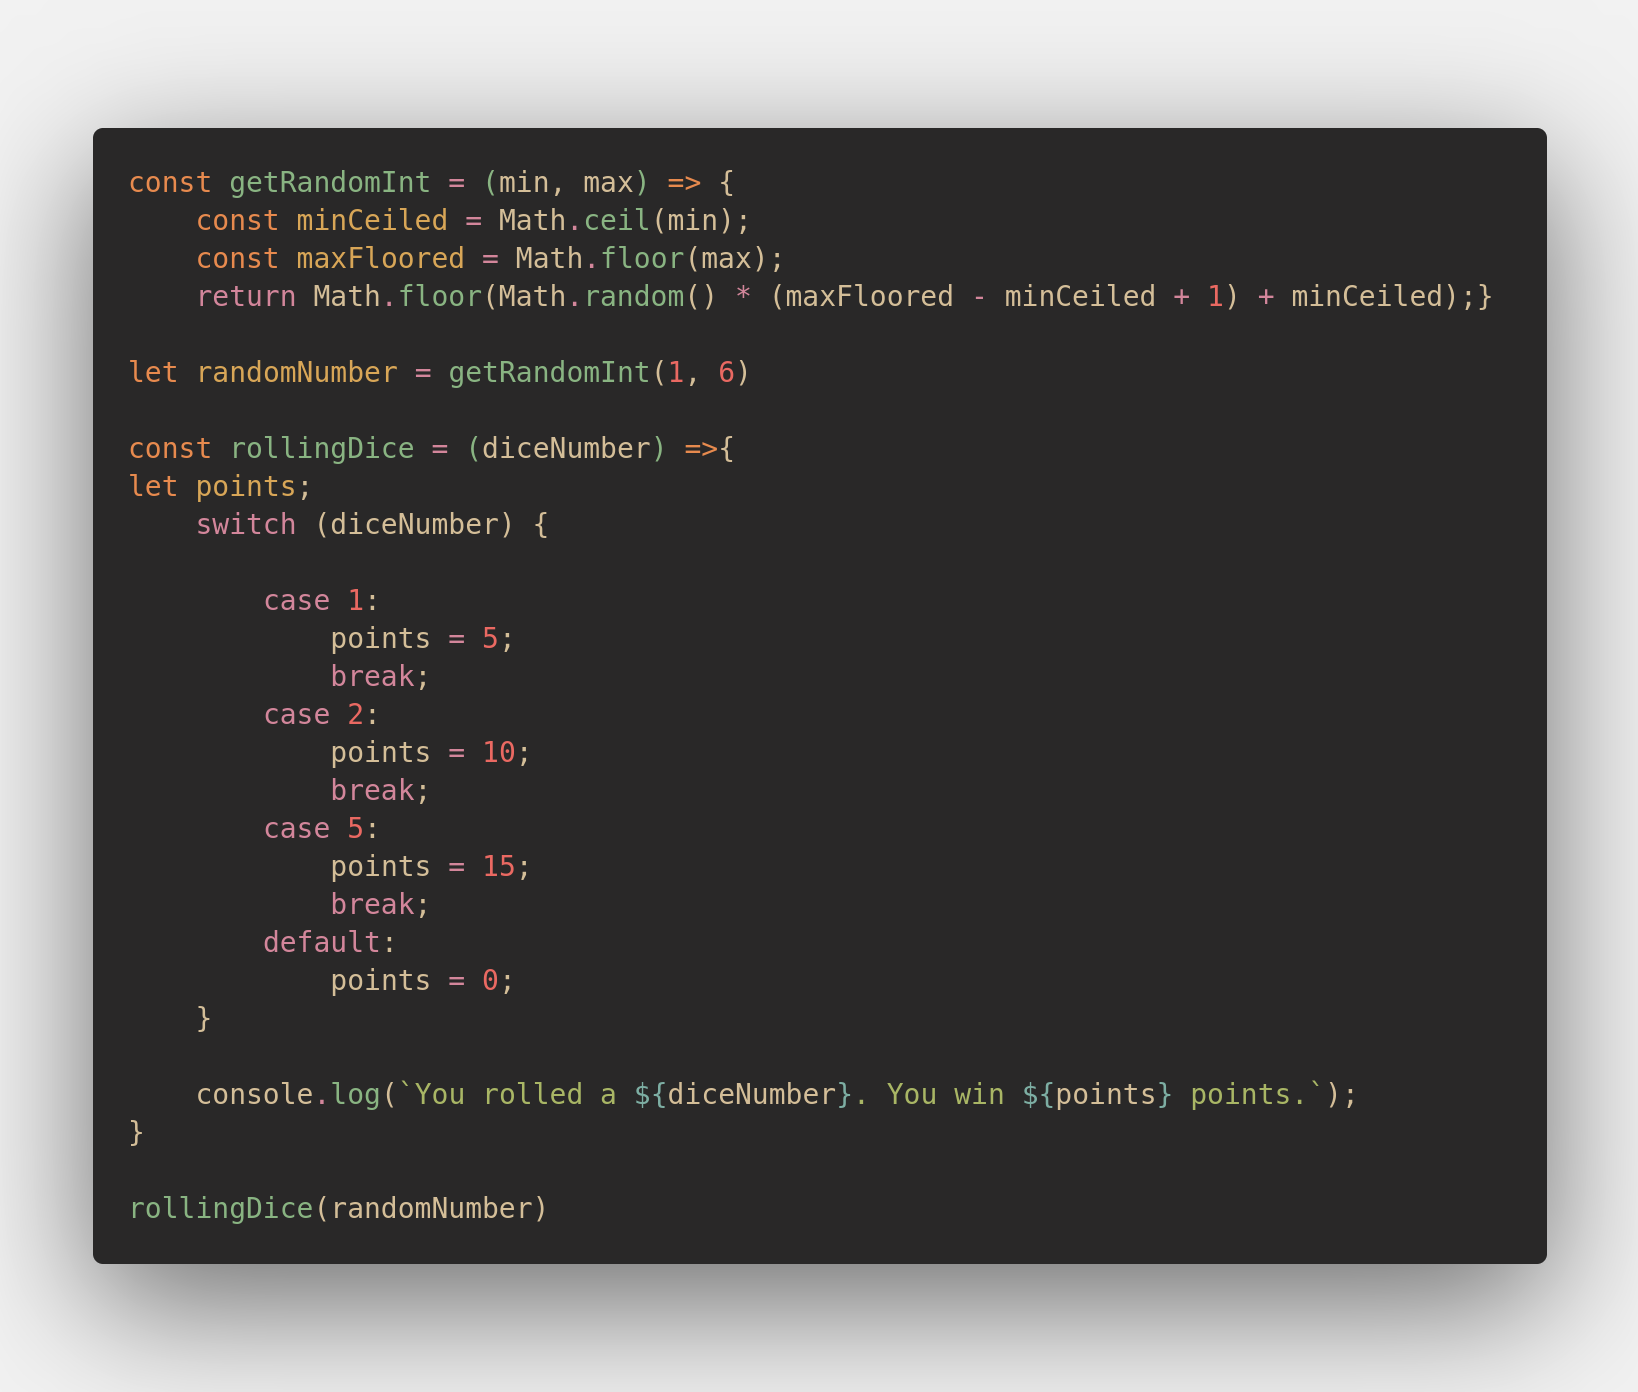 const getRandomInt = (min, max) => {
    const minCeiled = Math.ceil(min);
    const maxFloored = Math.floor(max);
    return Math.floor(Math.random() * (maxFloored - minCeiled + 1) + minCeiled);}

let randomNumber = getRandomInt(1, 6)

const rollingDice = (diceNumber) =>{
let points;
    switch (diceNumber) {

        case 1:
            points = 5;
            break;
        case 2:
            points = 10;
            break;
        case 5:
            points = 15;
            break;
        default:
            points = 0;
    }

    console.log(`You rolled a ${diceNumber}. You win ${points} points.`);
}

rollingDice(randomNumber)